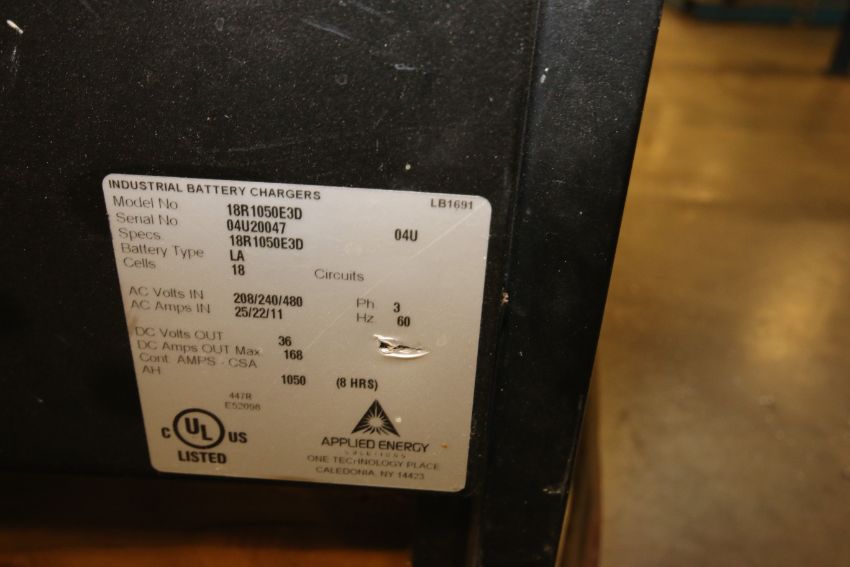 INDUSTRIAL BATTERY CHARGERS LB1691
Model No 18R1050E3D
Serial No 04U20047 04U
Specs 18R1050E3D
Battery Type LA
Cells 18 Circuits
AC Volts IN 208/240/480 Ph 3
AC Amps IN 25/22/11 Hz 60
DC Volts OUT 36
DC Amps OUT Max 168
Cont. AMPS - CSA
AH 1050 (8 HRS)
447R
E52098
C UL US
LISTED
APPLIED ENERGY
SOLUTIONS
ONE TECHNOLOGY PLACE
CALEDONIA, NY 14423